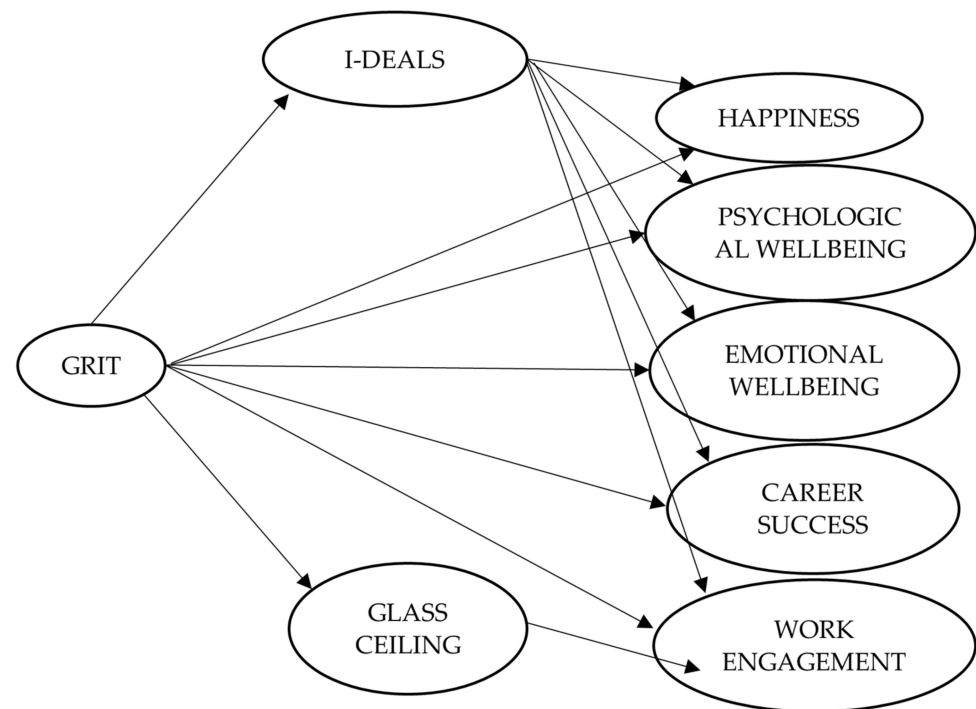 I-DEALS
HAPPINESS
PSYCHOLOGIC
AL WELLBEING
EMOTIONAL
WELLBEING
GRIT
CAREER
SUCCESS
GLASS
CEILING
WORK
ENGAGEMENT